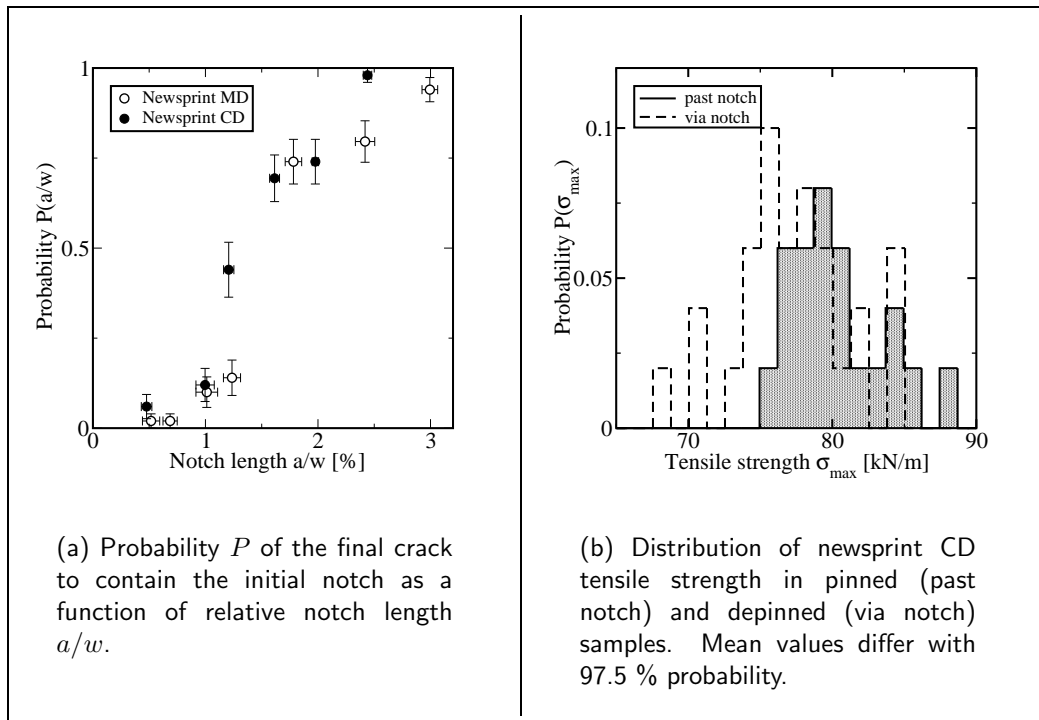 1
0.5
0
0 1 2 3
Probability P(a/w)
Notch length a/w [%]
Newsprint MD
Newsprint CD
(a) Probability P of the final crack
to contain the initial notch as a
function of relative notch length
a/w.
0.1
0.05
0
70 80 90
Probability P(σmax)
Tensile strength σmax [kN/m]
past notch
via notch
(b) Distribution of newsprint CD
tensile strength in pinned (past
notch) and depinned (via notch)
samples. Mean values differ with
97.5 % probability.